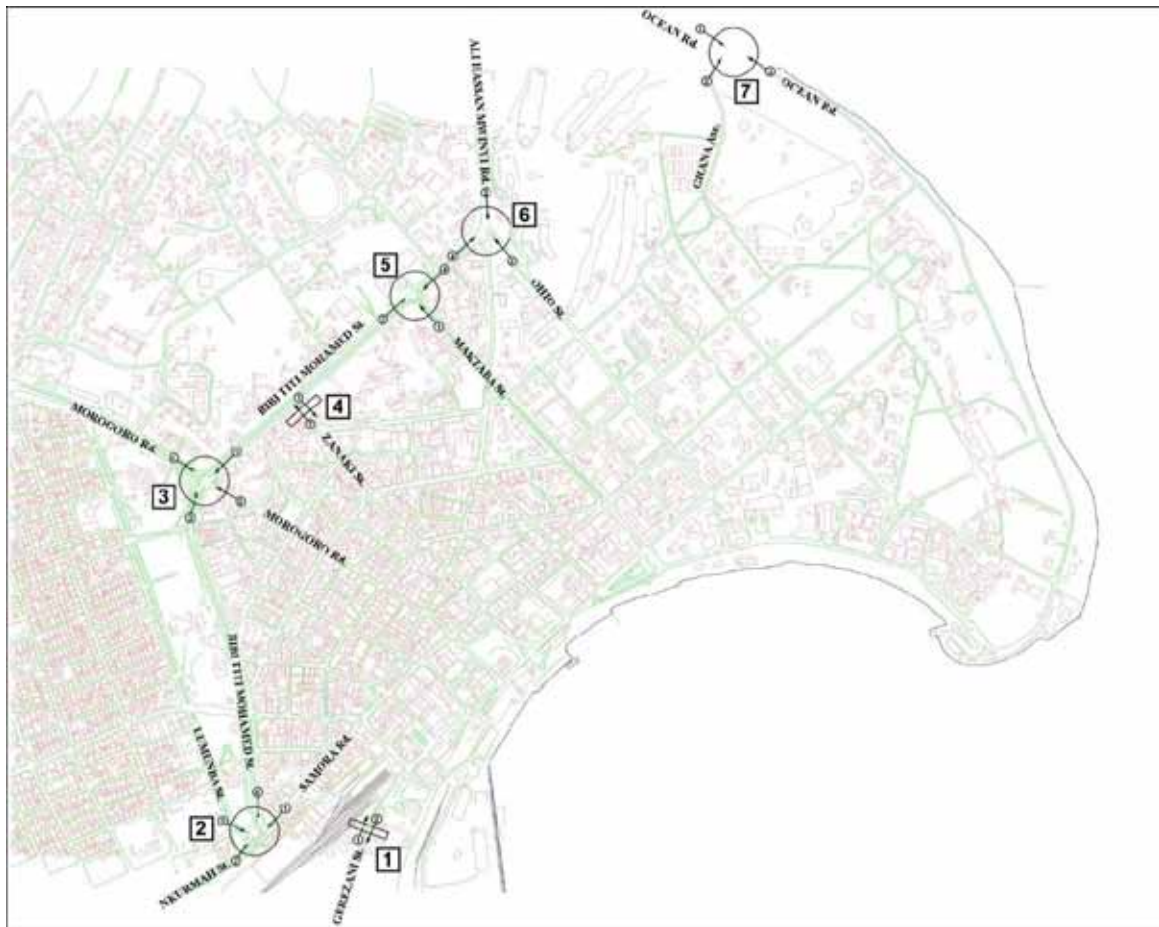 OCEAN Rd.
7
OCEAN Rd.
GHANA Ave.
ALI HASSAN MWINYI Rd.
6
5
OHIO St.
MAKTABA St.
BIBI TITI MOHAMED St.
4
ZANAKI St.
MOROGORO Rd.
3
MOROGORO Rd.
BIBI TITI MOHAMED St.
LUMUMBA St.
SAMORA Rd.
2
NKURMAH St.
1
GEREZANI St.